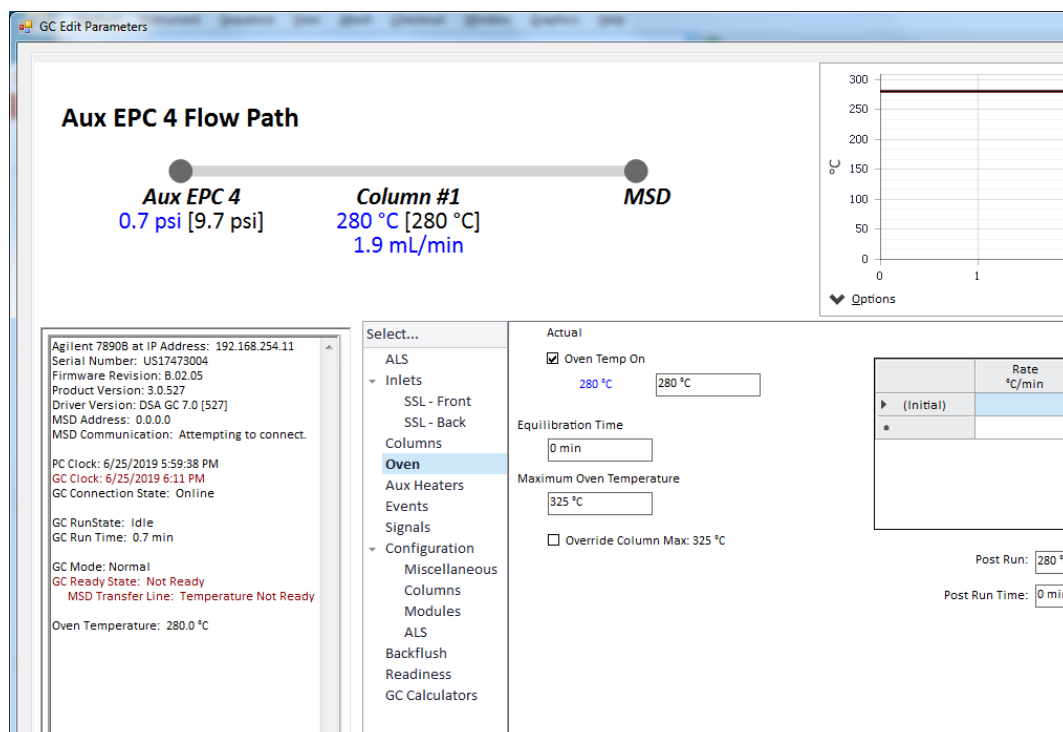 GC Edit Parameters
Aux EPC 4 Flow Path
Aux EPC 4
Column #1
MSD
0.7 psi [9.7 psi]
280 °C [280 °C]
1.9 mL/min
300
250
200
150
100
50
0
°C
0
1
Options
Agilent 7890B at IP Address: 192.168.254.11
Serial Number: US17473004
Firmware Revision: B.02.05
Product Version: 3.0.527
Driver Version: DSA GC 7.0 [527]
MSD Address: 0.0.0.0
MSD Communication: Attempting to connect.
PC Clock: 6/25/2019 5:59:38 PM
GC Clock: 6/25/2019 6:11 PM
GC Connection State: Online
GC RunState: Idle
GC Run Time: 0.7 min
GC Mode: Normal
GC Ready State: Not Ready
MSD Transfer Line: Temperature Not Ready
Oven Temperature: 280.0 °C
Select...
ALS
Inlets
SSL - Front
SSL - Back
Columns
Oven
Aux Heaters
Events
Signals
Configuration
Miscellaneous
Columns
Modules
ALS
Backflush
Readiness
GC Calculators
Actual
Oven Temp On
280 °C
280 °C
Equilibration Time
0 min
Maximum Oven Temperature
325 °C
Override Column Max: 325 °C
Rate
°C/min
(Initial)
*
Post Run: 280 °
Post Run Time: 0 min